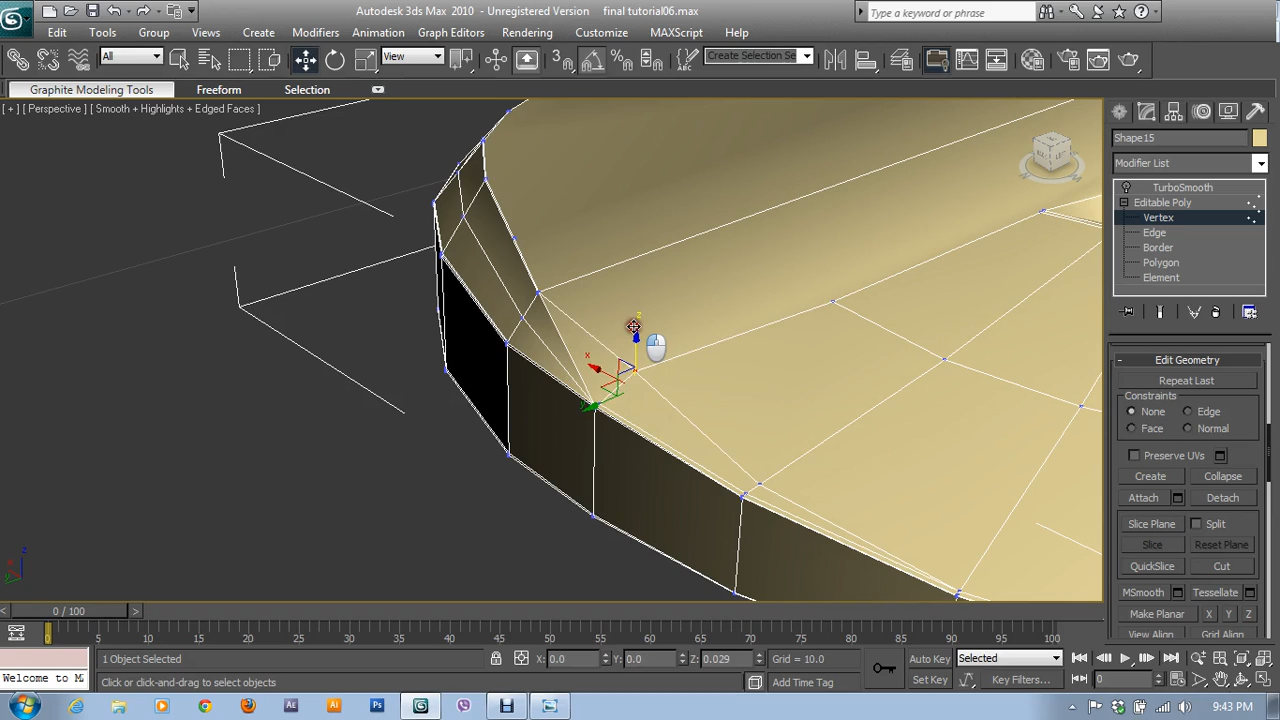 Autodesk 3ds Max 2010 - Unregistered Version final tutorial06.max
Type a keyword or phrase
Edit Tools Group Views Create Modifiers Animation Graph Editors Rendering Customize MAXScript Help
All View Create Selection Se
Graphite Modeling Tools Freeform Selection
[ + ] [ Perspective ] [ Smooth + Highlights + Edged Faces ]
Shape15
Modifier List
TurboSmooth
Editable Poly
Vertex
Edge
Border
Polygon
Element
Edit Geometry
Repeat Last
Constraints
None Edge
Face Normal
Preserve UVs
Create Collapse
Attach Detach
Slice Plane Split
Slice Reset Plane
QuickSlice Cut
MSmooth Tessellate
Make Planar X Y Z
View Align Grid Align
z
x
y
0 / 100
0 5 10 15 20 25 30 35 40 45 50 55 60 65 70 75 80 85 90 95 100
1 Object Selected X: 0.0 Y: 0.0 Z: 0.029 Grid = 10.0 Auto Key Selected
Welcome to M Click or click-and-drag to select objects Add Time Tag Set Key Key Filters... 0
9:43 PM